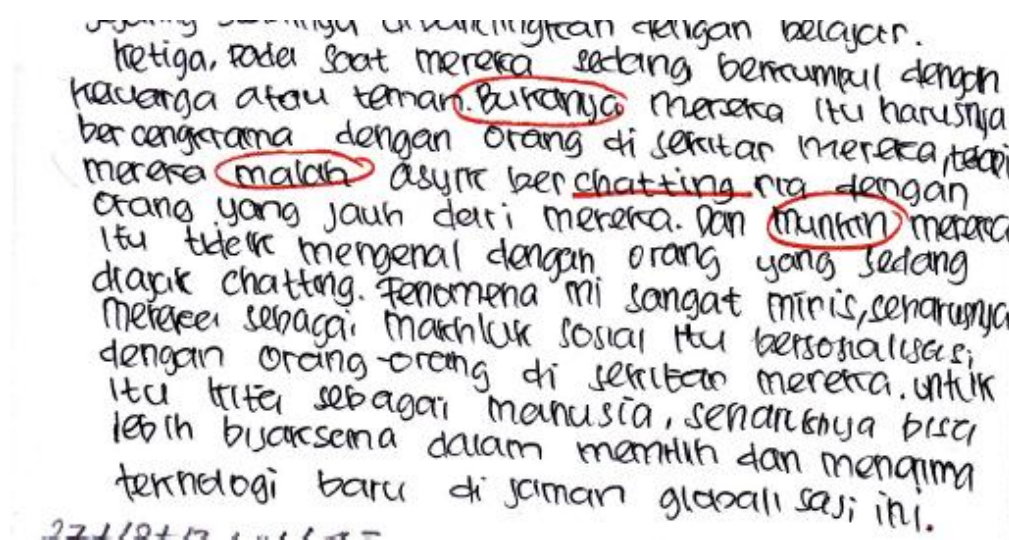 dengan belajar.
Ketiga, pada saat mereka sedang berkumpul dengan
keluarga atau teman. Bukanya mereka itu harusnya
bercengkrama dengan orang di sekitar mereka, tetapi
mereka malah asyik ber chatting ria dengan
orang yang jauh dari mereka. Dan munkin mereka
itu tidak mengenal dengan orang yang sedang
diajak chatting. Fenomena ini sangat miris, seharusnya
mereka sebagai makhluk sosial itu bersosialisasi
dengan orang-orang di sekitar mereka. untuk
itu kita sebagai manusia, seharusnya bisa
lebih bijaksana dalam memilih dan
teknologi baru di jaman globalisasi ini.